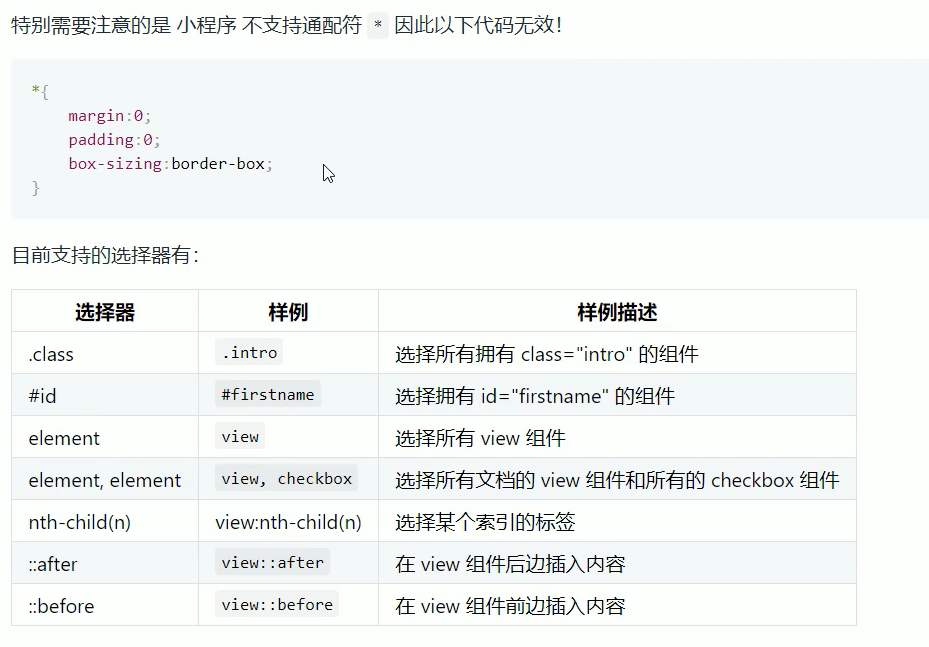 特别需要注意的是 小程序 不支持通配符 * 因此以下代码无效!
*{
margin:0;
padding:0;
box-sizing:border-box;
}
目前支持的选择器有:
选择器 样例 样例描述
.class .intro 选择所有拥有 class="intro" 的组件
#id #firstname 选择拥有 id="firstname" 的组件
element view 选择所有 view 组件
element, element view, checkbox 选择所有文档的 view 组件和所有的 checkbox 组件
nth-child(n) view:nth-child(n) 选择某个索引的标签
::after view::after 在 view 组件后边插入内容
::before view::before 在 view 组件前边插入内容